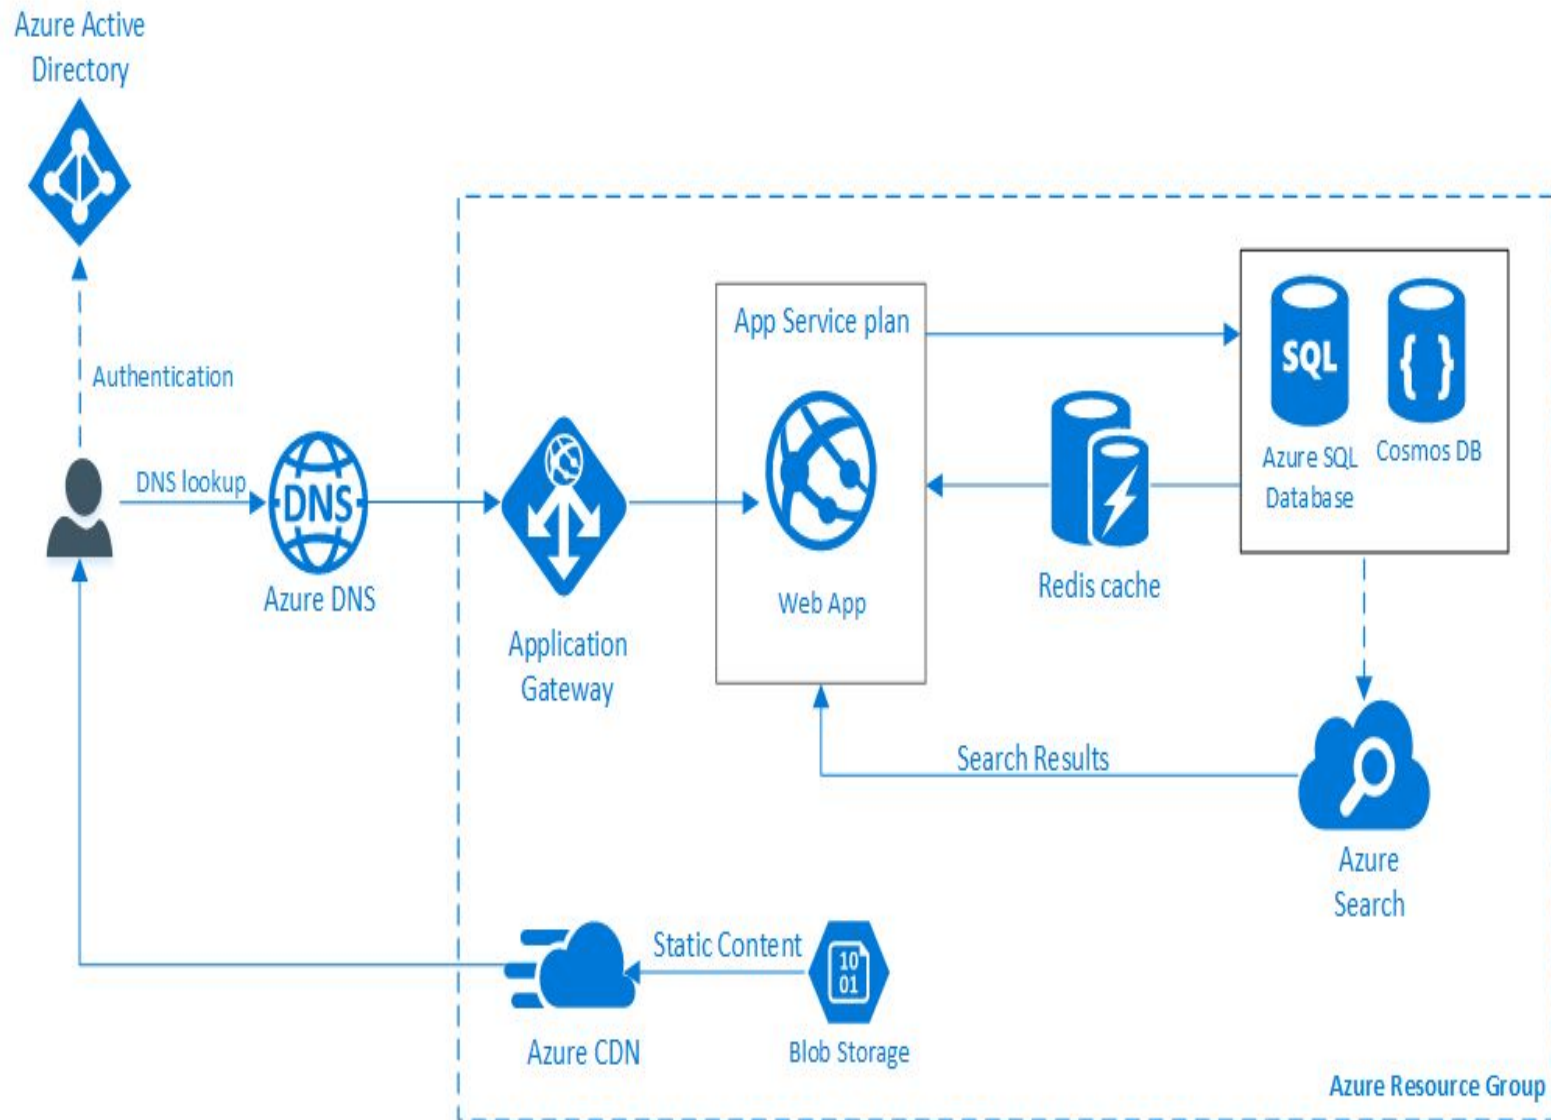 Azure Active
Directory
Authentication
DNS lookup
DNS
Azure DNS
Application
Gateway
App Service plan
Web App
Redis cache
SQL
{ }
Azure SQL
Database
Cosmos DB
Search Results
Azure
Search
Static Content
10
01
Azure CDN
Blob Storage
Azure Resource Group